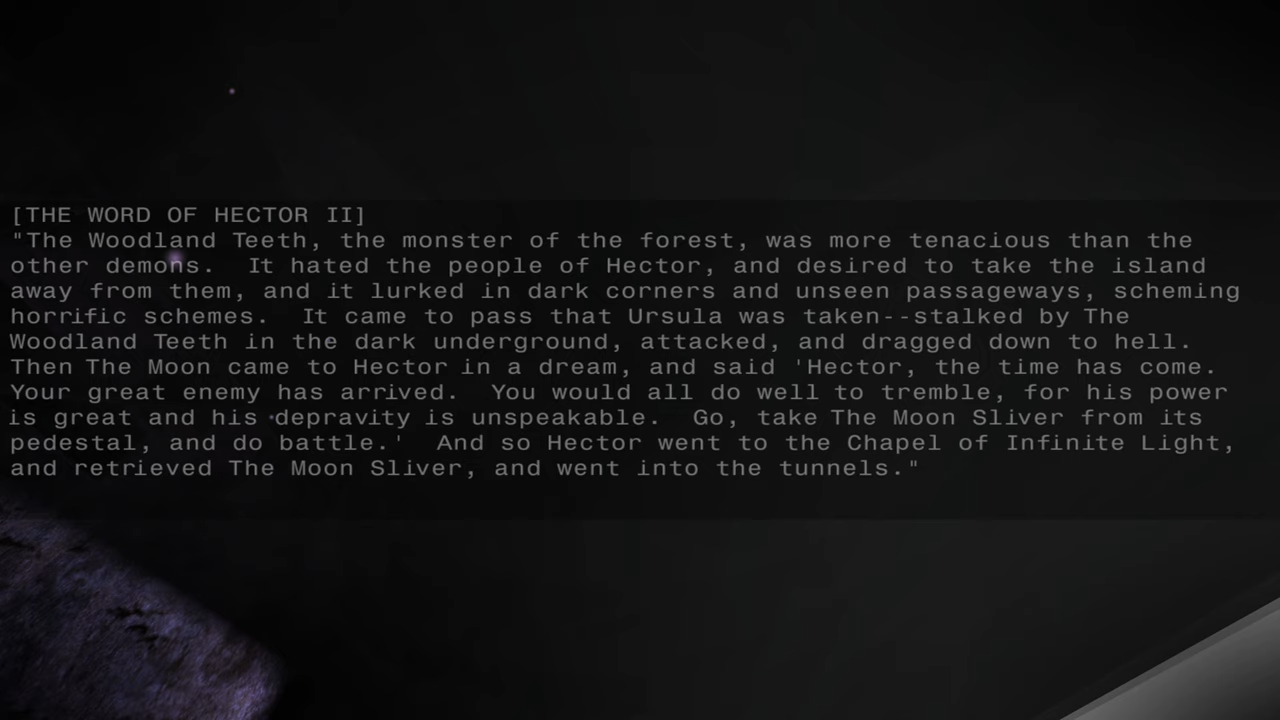 [THE WORD OF HECTOR II]
"The Woodland Teeth, the monster of the forest, was more tenacious than the
other demons.  It hated the people of Hector, and desired to take the island
away from them, and it lurked in dark corners and unseen passageways, scheming
horrific schemes.  It came to pass that Ursula was taken--stalked by The
Woodland Teeth in the dark underground, attacked, and dragged down to hell.
Then The Moon came to Hector in a dream, and said 'Hector, the time has come.
Your great enemy has arrived.  You would all do well to tremble, for his power
is great and his depravity is unspeakable.  Go, take The Moon Sliver from its
pedestal, and do battle.'  And so Hector went to the Chapel of Infinite Light,
and retrieved The Moon Sliver, and went into the tunnels."